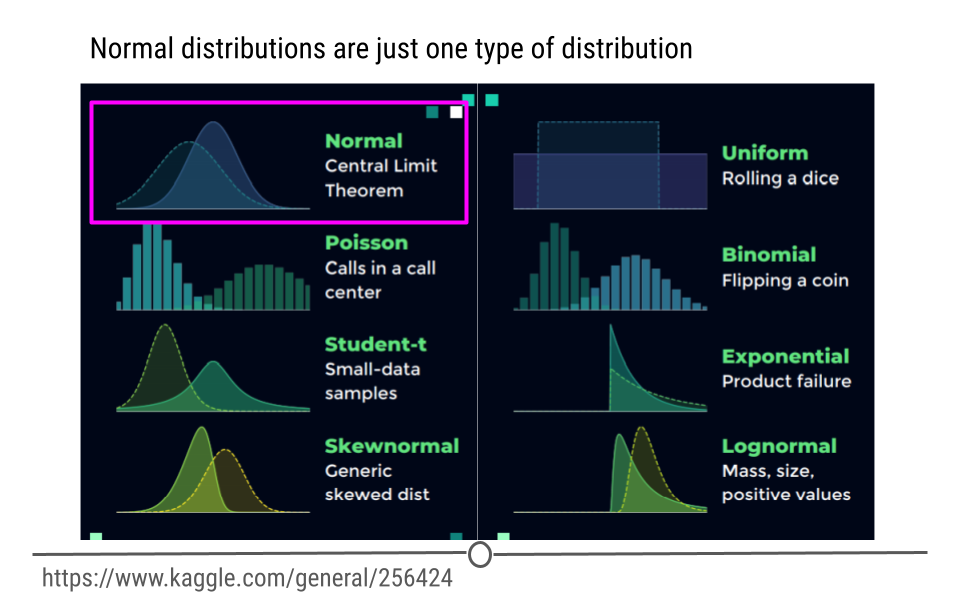 Normal distributions are just one type of distribution
Normal
Central Limit
Theorem
Poisson
Calls in a call
center
Student-t
Small-data
samples
Skewnormal
Generic
skewed dist
Uniform
Rolling a dice
Binomial
Flipping a coin
Exponential
Product failure
Lognormal
Mass, size,
positive values
https://www.kaggle.com/general/256424